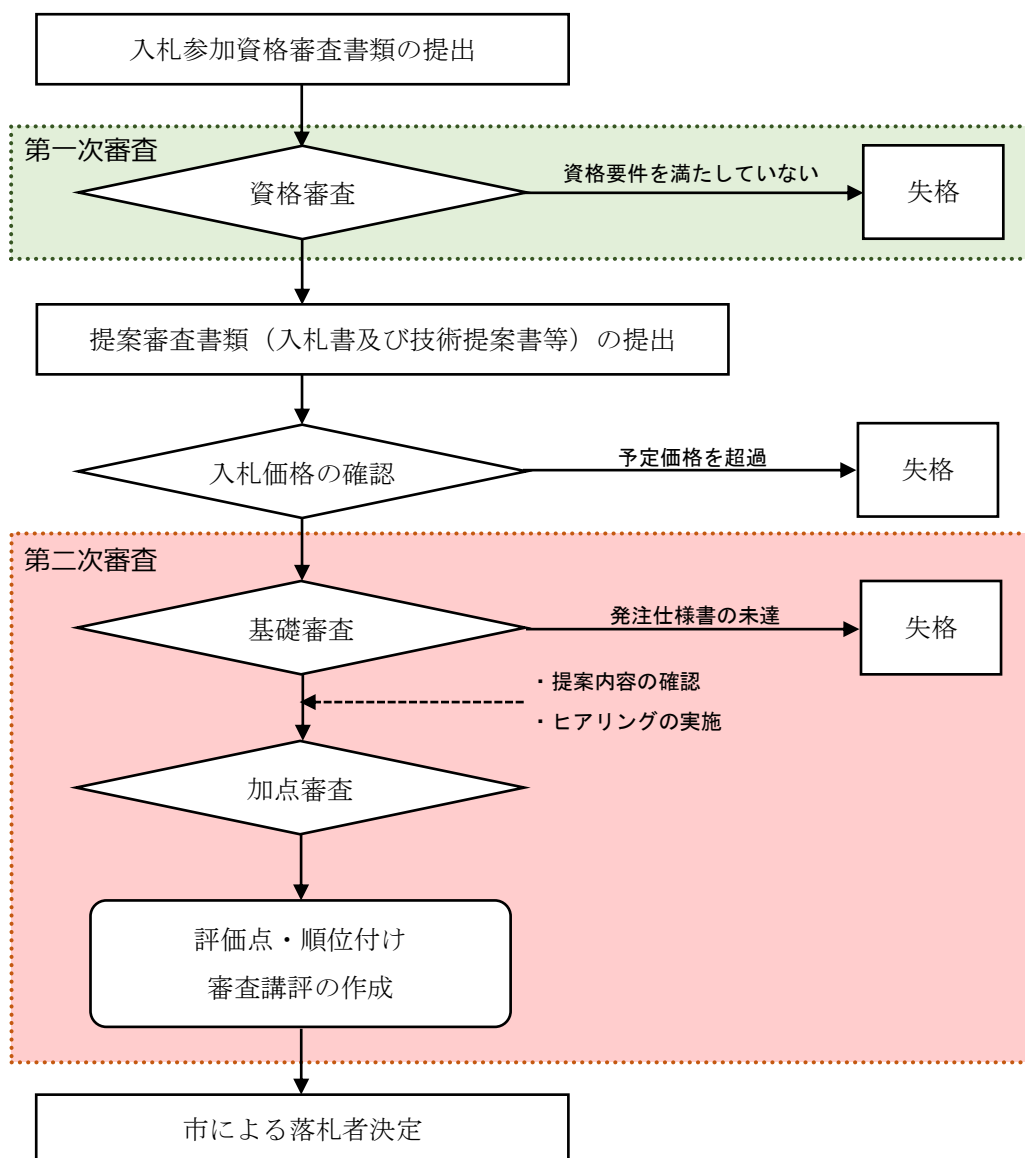 入札参加資格審査書類の提出
第一次審査
資格審査
資格要件を満たしていない
失格
提案審査書類（入札書及び技術提案書等）の提出
入札価格の確認
予定価格を超過
失格
第二次審査
基礎審査
発注仕様書の未達
失格
・提案内容の確認
・ヒアリングの実施
加点審査
評価点・順位付け
審査講評の作成
市による落札者決定